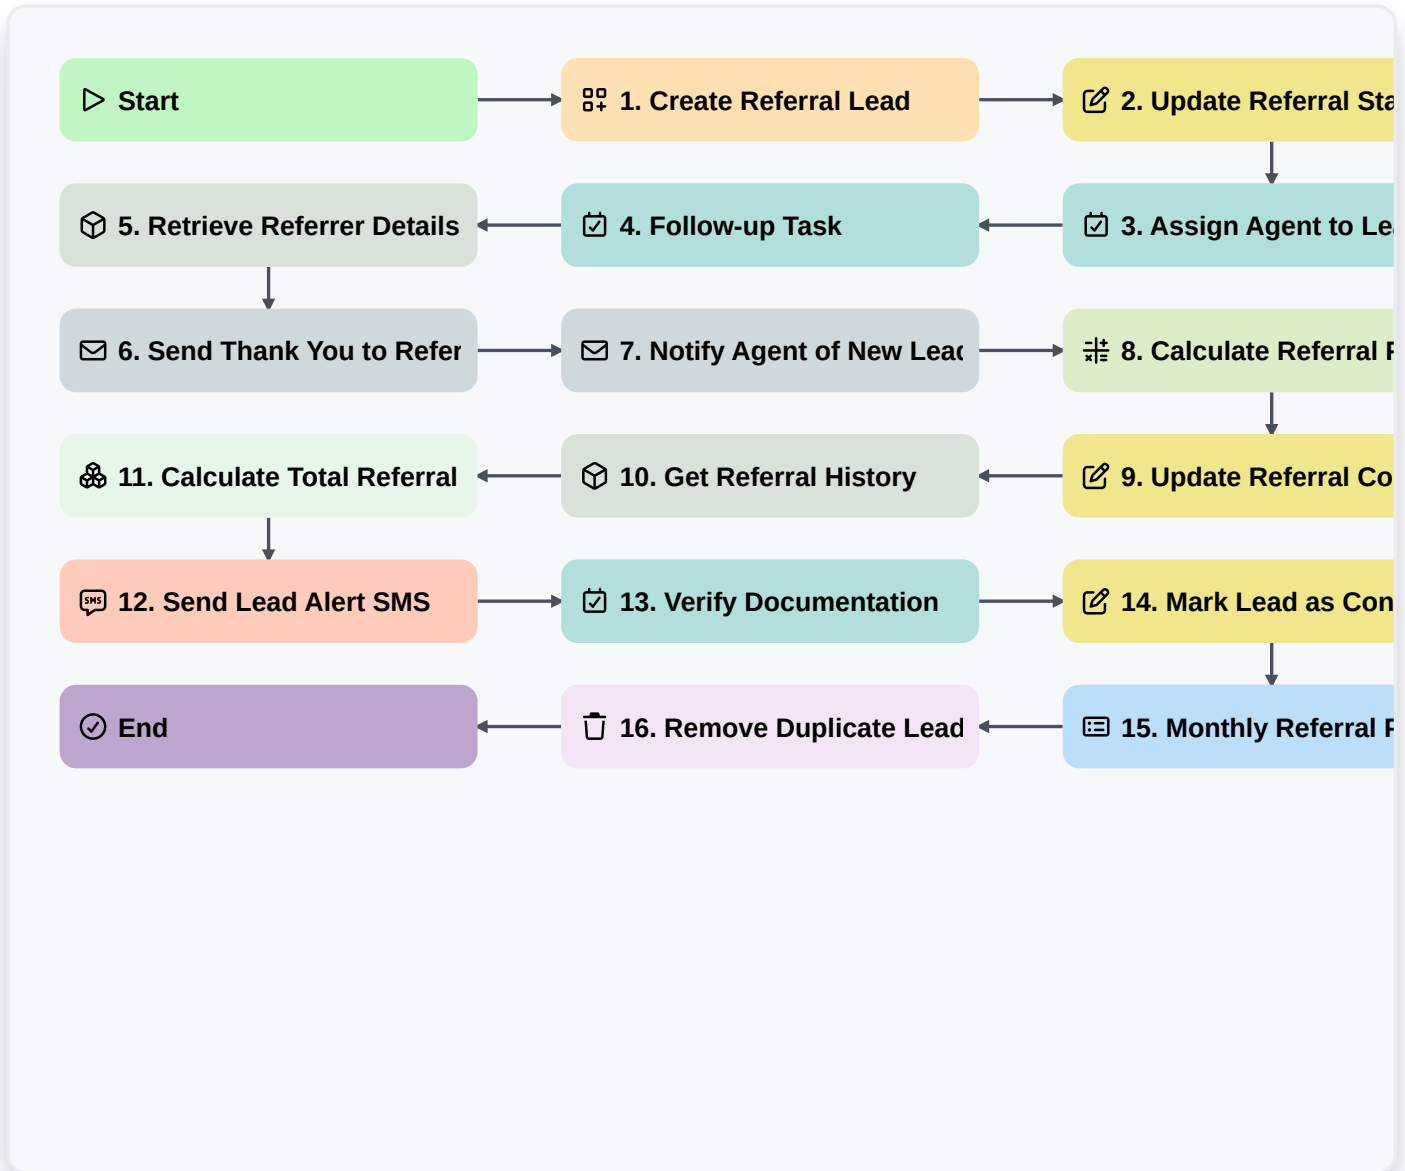 Start
1. Create Referral Lead
2. Update Referral Sta
5. Retrieve Referrer Details
4. Follow-up Task
3. Assign Agent to Le
6. Send Thank You to Refer
7. Notify Agent of New Lead
8. Calculate Referral
11. Calculate Total Referral
10. Get Referral History
9. Update Referral Co
12. Send Lead Alert SMS
SMS
13. Verify Documentation
14. Mark Lead as Con
End
16. Remove Duplicate Lead
15. Monthly Referral